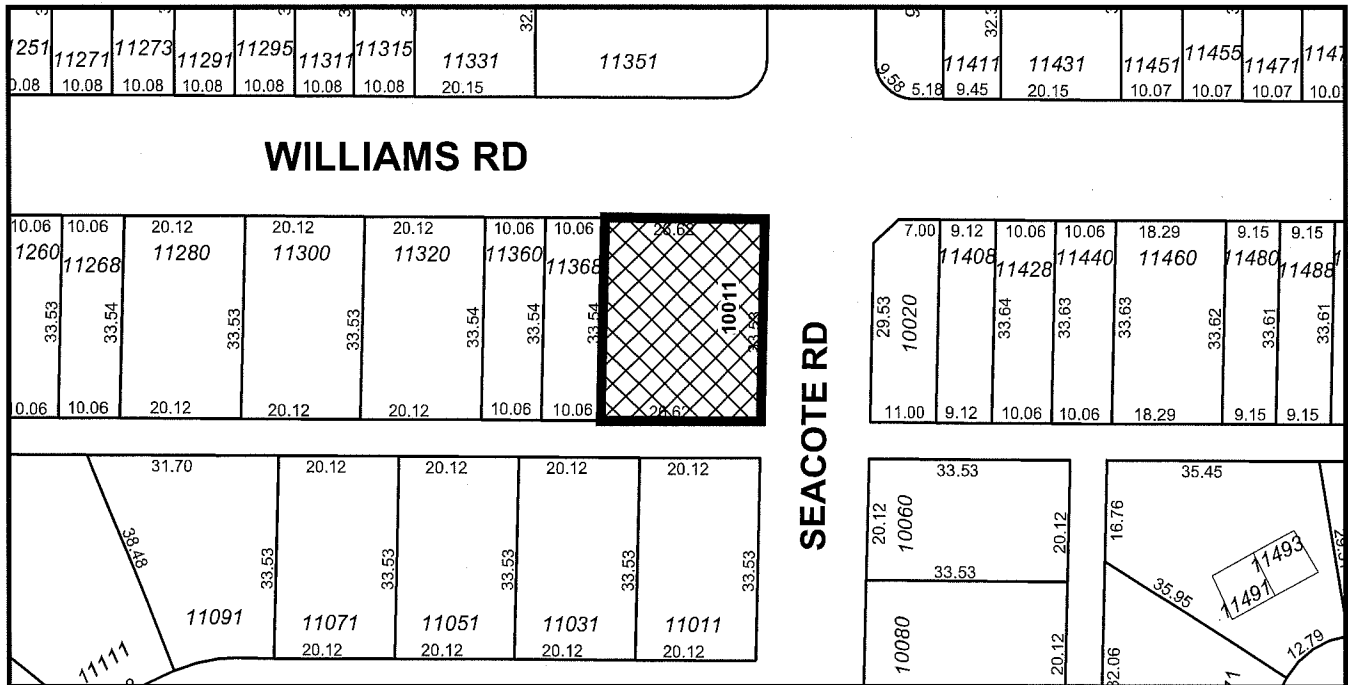 11271 11273 11291 11295 11311 11315 11331 11351
10.08 10.08 10.08 10.08 10.08 10.08 20.15
11411 11431 11451 11455 11471
9.58 5.18 9.45 20.15 10.07 10.07 10.07
WILLIAMS RD
10.06 10.06 20.12 20.12 20.12 10.06 10.06
1260 11268 11280 11300 11320 11360 11368 10011
33.53 33.54 33.53 33.53 33.54 33.54 33.54 33.53
10.06 20.12 20.12 20.12 10.06 10.06
SEACOTE RD
7.00 9.12 10.06 10.06 18.29 9.15 9.15
11408 11428 11440 11460 11480 11488
29.53 10020 33.64 33.63 33.63 33.62 33.61 33.61
11.00 9.12 10.06 10.06 18.29 9.15 9.15
31.70 20.12 20.12 20.12 20.12
38.48 33.53 33.53 33.53 33.53 33.53
11091 11071 11051 11031 11011
20.12 20.12 20.12 20.12
11111
33.53
20.12 10060 20.12
33.53
10080 20.12
35.45
16.76
11493
11491
35.95
12.79